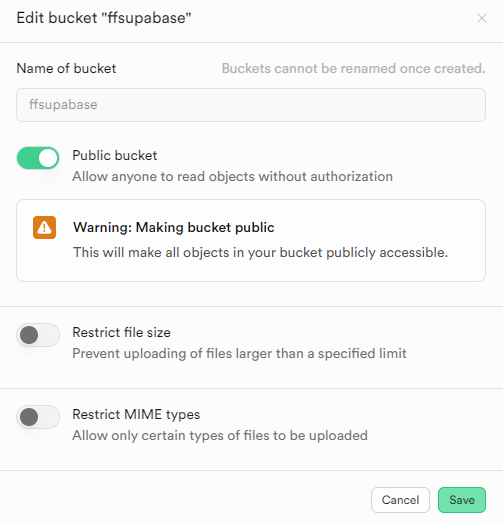 Edit bucket "ffsupabase"
Name of bucket
Buckets cannot be renamed once created.
ffsupabase
Public bucket
Allow anyone to read objects without authorization
Warning: Making bucket public
This will make all objects in your bucket publicly accessible.
Restrict file size
Prevent uploading of files larger than a specified limit
Restrict MIME types
Allow only certain types of files to be uploaded
Cancel
Save